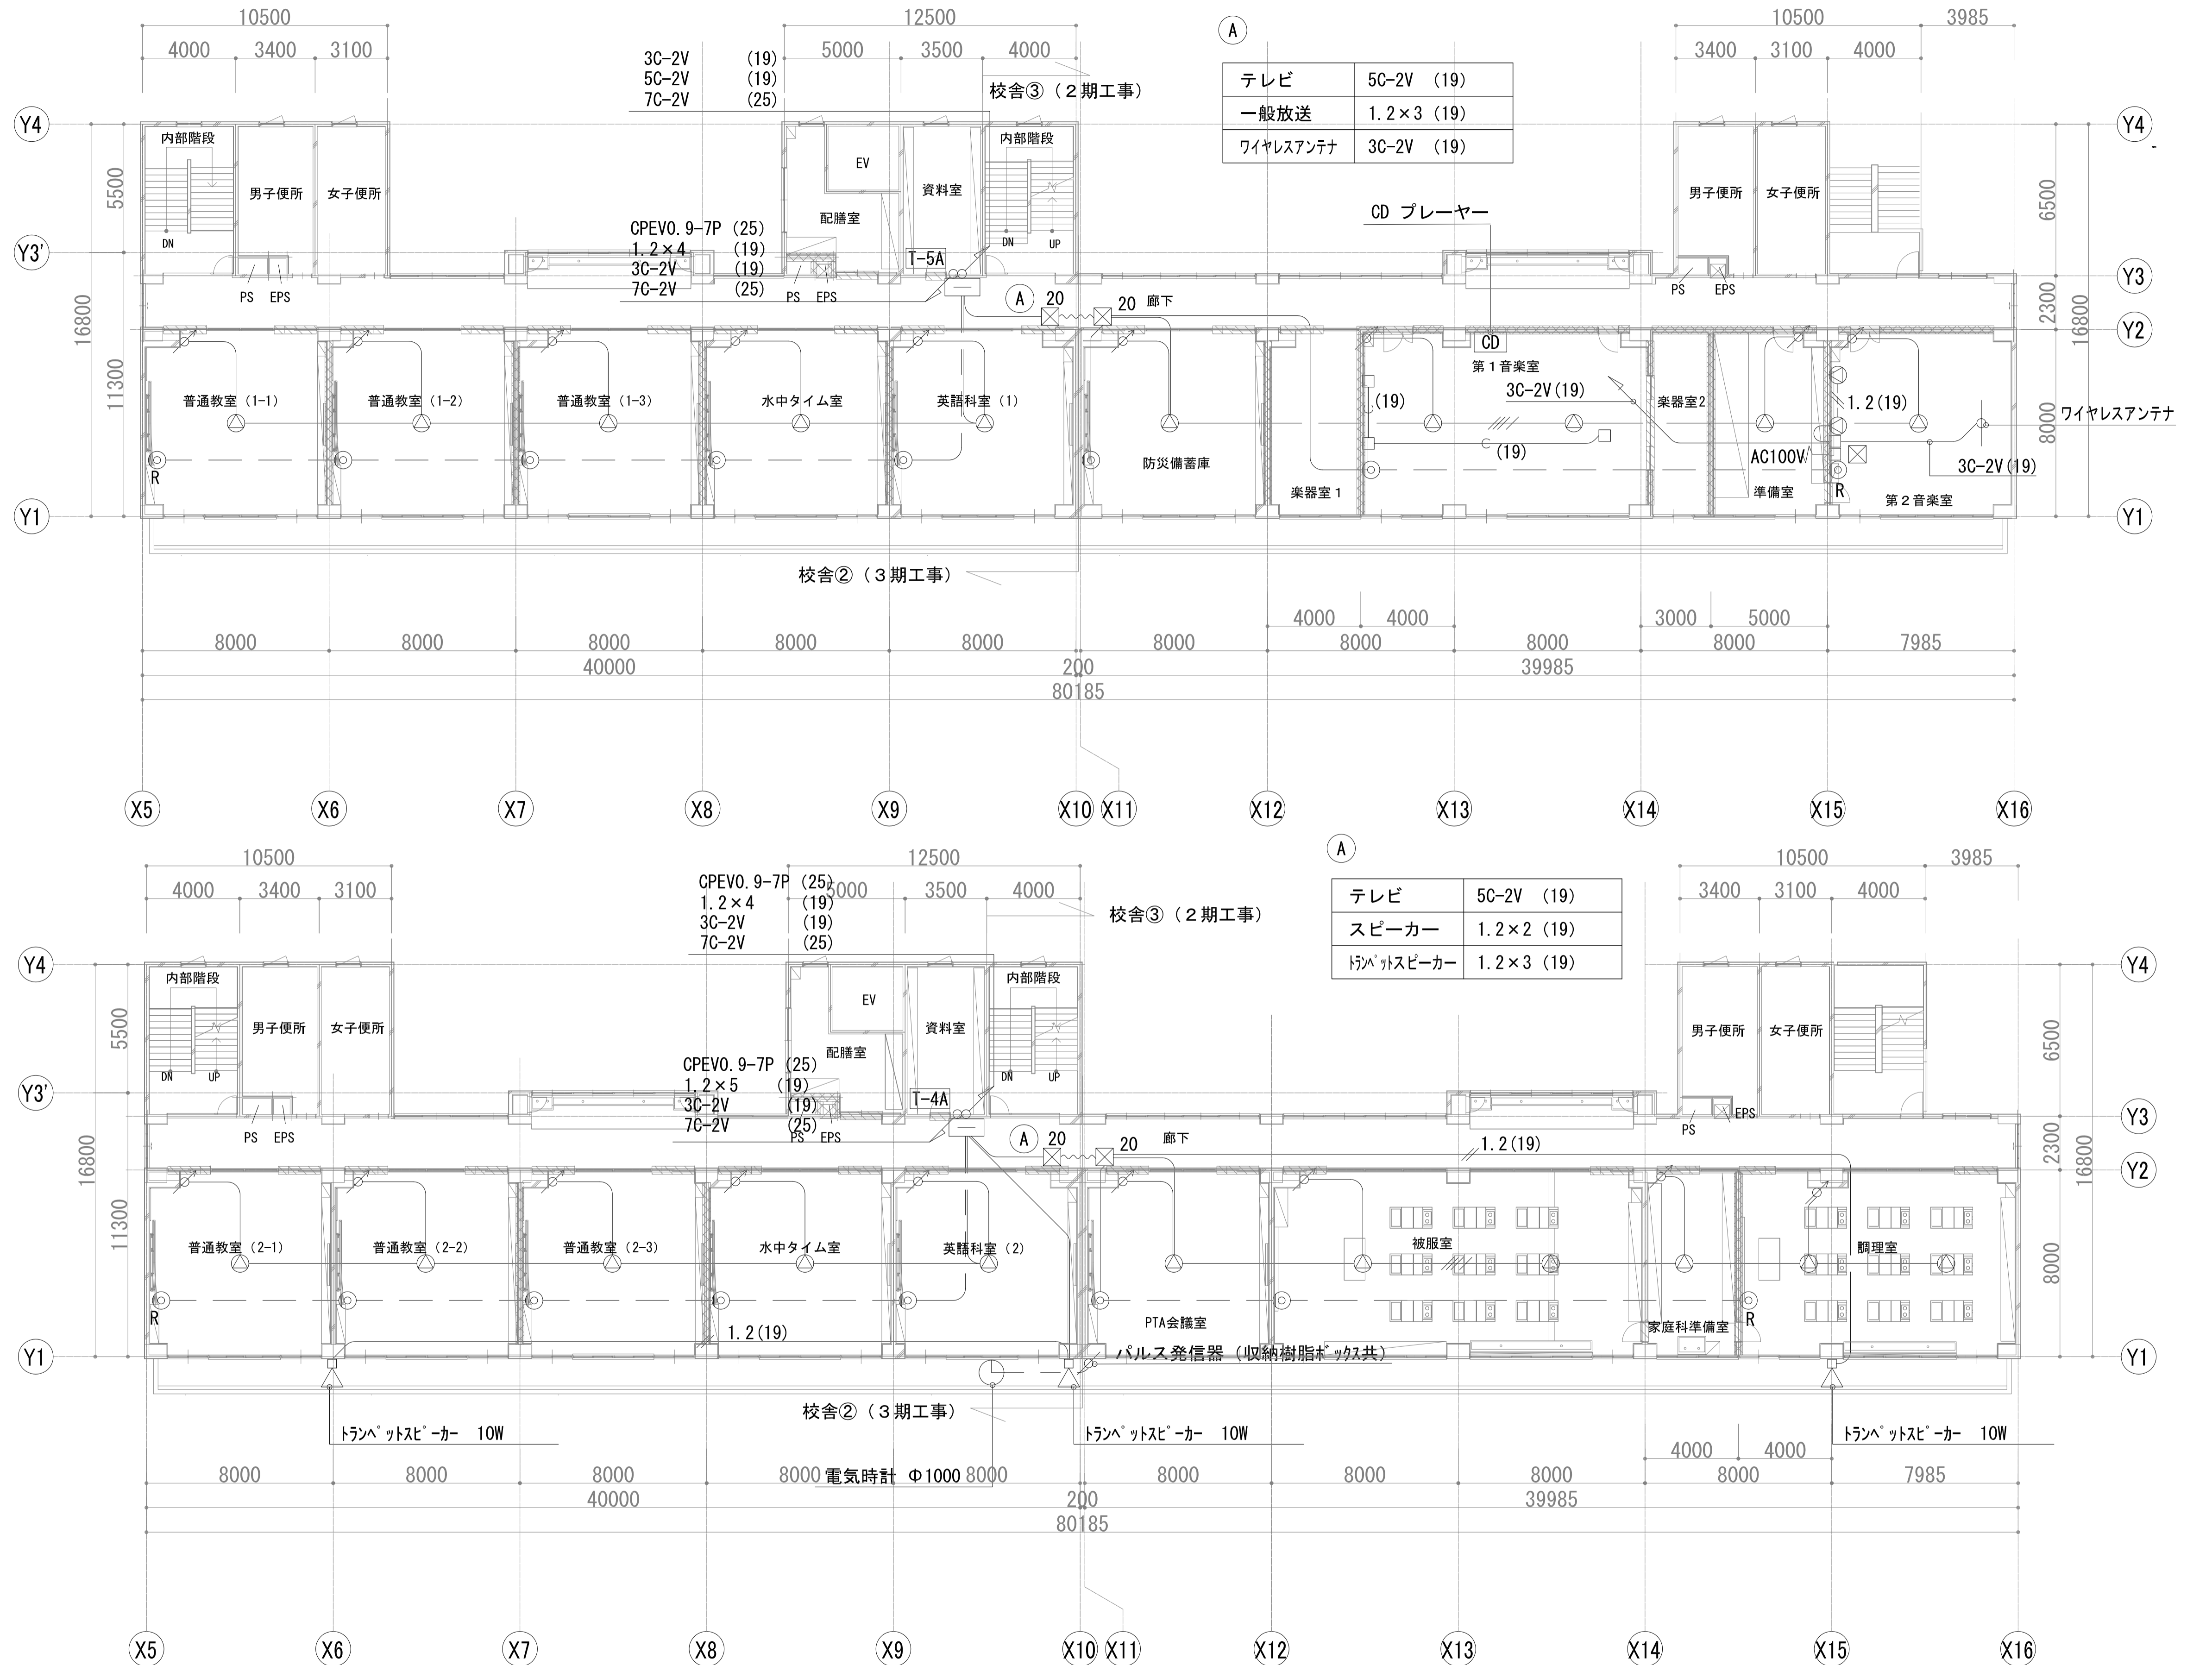 10500
12500
Ⓐ
10500 3985
4000 3400 3100
5000 3500 4000
3400 3100 4000
3C-2V (19)
5C-2V (19)
7C-2V (25)
校舎③（２期工事）
テレビ 5C-2V (19)
一般放送 1.2×3 (19)
ワイヤレスアンテナ 3C-2V (19)
Y4
Y4
内部階段
男子便所
女子便所
EV
資料室
内部階段
配膳室
男子便所
女子便所
5500
6500
CD プレーヤー
CPEV0.9-7P (25)
1.2×4 (19)
3C-2V (19)
7C-2V (25)
T-5A
DN
DN UP
Y3'
Y3
PS EPS
PS EPS
PS EPS
A 20
20 廊下
2300
16800
16800
Y2
CD
第１音楽室
11300
普通教室（1-1）
普通教室（1-2）
普通教室（1-3）
水中タイム室
英語科室（1）
(19)
3C-2V(19)
楽器室2
1.2(19)
ワイヤレスアンテナ
8000
(19)
AC100V
3C-2V(19)
防災備蓄庫
楽器室１
準備室
R
R
第２音楽室
Y1
Y1
校舎②（３期工事）
4000 4000
3000 5000
8000 8000 8000 8000 8000 8000 8000 8000 8000 7985
40000 200 39985
80185
X5 X6 X7 X8 X9 X10 X11 X12 X13 X14 X15 X16
10500
12500
Ⓐ
10500 3985
4000 3400 3100
5000 3500 4000
3400 3100 4000
CPEV0.9-7P (25)
1.2×4 (19)
3C-2V (19)
7C-2V (25)
校舎③（２期工事）
テレビ 5C-2V (19)
スピーカー 1.2×2 (19)
ﾄﾗﾝﾍﾟｯﾄスピーカー 1.2×3 (19)
Y4
Y4
内部階段
男子便所
女子便所
EV
資料室
内部階段
配膳室
男子便所
女子便所
5500
6500
CPEV0.9-7P (25)
1.2×5 (19)
3C-2V (19)
7C-2V (25)
T-4A
DN UP
DN UP
Y3'
Y3
PS EPS
PS EPS
PS EPS
A 20
20 廊下
1.2(19)
2300
16800
16800
Y2
11300
普通教室（2-1）
普通教室（2-2）
普通教室（2-3）
水中タイム室
英語科室（2）
被服室
調理室
8000
R
R
PTA会議室
家庭科準備室
1.2(19)
パルス発信器（収納樹脂ﾎﾞｯｸｽ共）
Y1
Y1
校舎②（３期工事）
ﾄﾗﾝﾍﾟｯﾄｽﾋﾟｰｶｰ 10W
ﾄﾗﾝﾍﾟｯﾄｽﾋﾟｰｶｰ 10W
ﾄﾗﾝﾍﾟｯﾄｽﾋﾟｰｶｰ 10W
電気時計 Φ1000
4000 4000
8000 8000 8000 8000 8000 8000 8000 8000 8000 7985
40000 200 39985
80185
X5 X6 X7 X8 X9 X10 X11 X12 X13 X14 X15 X16